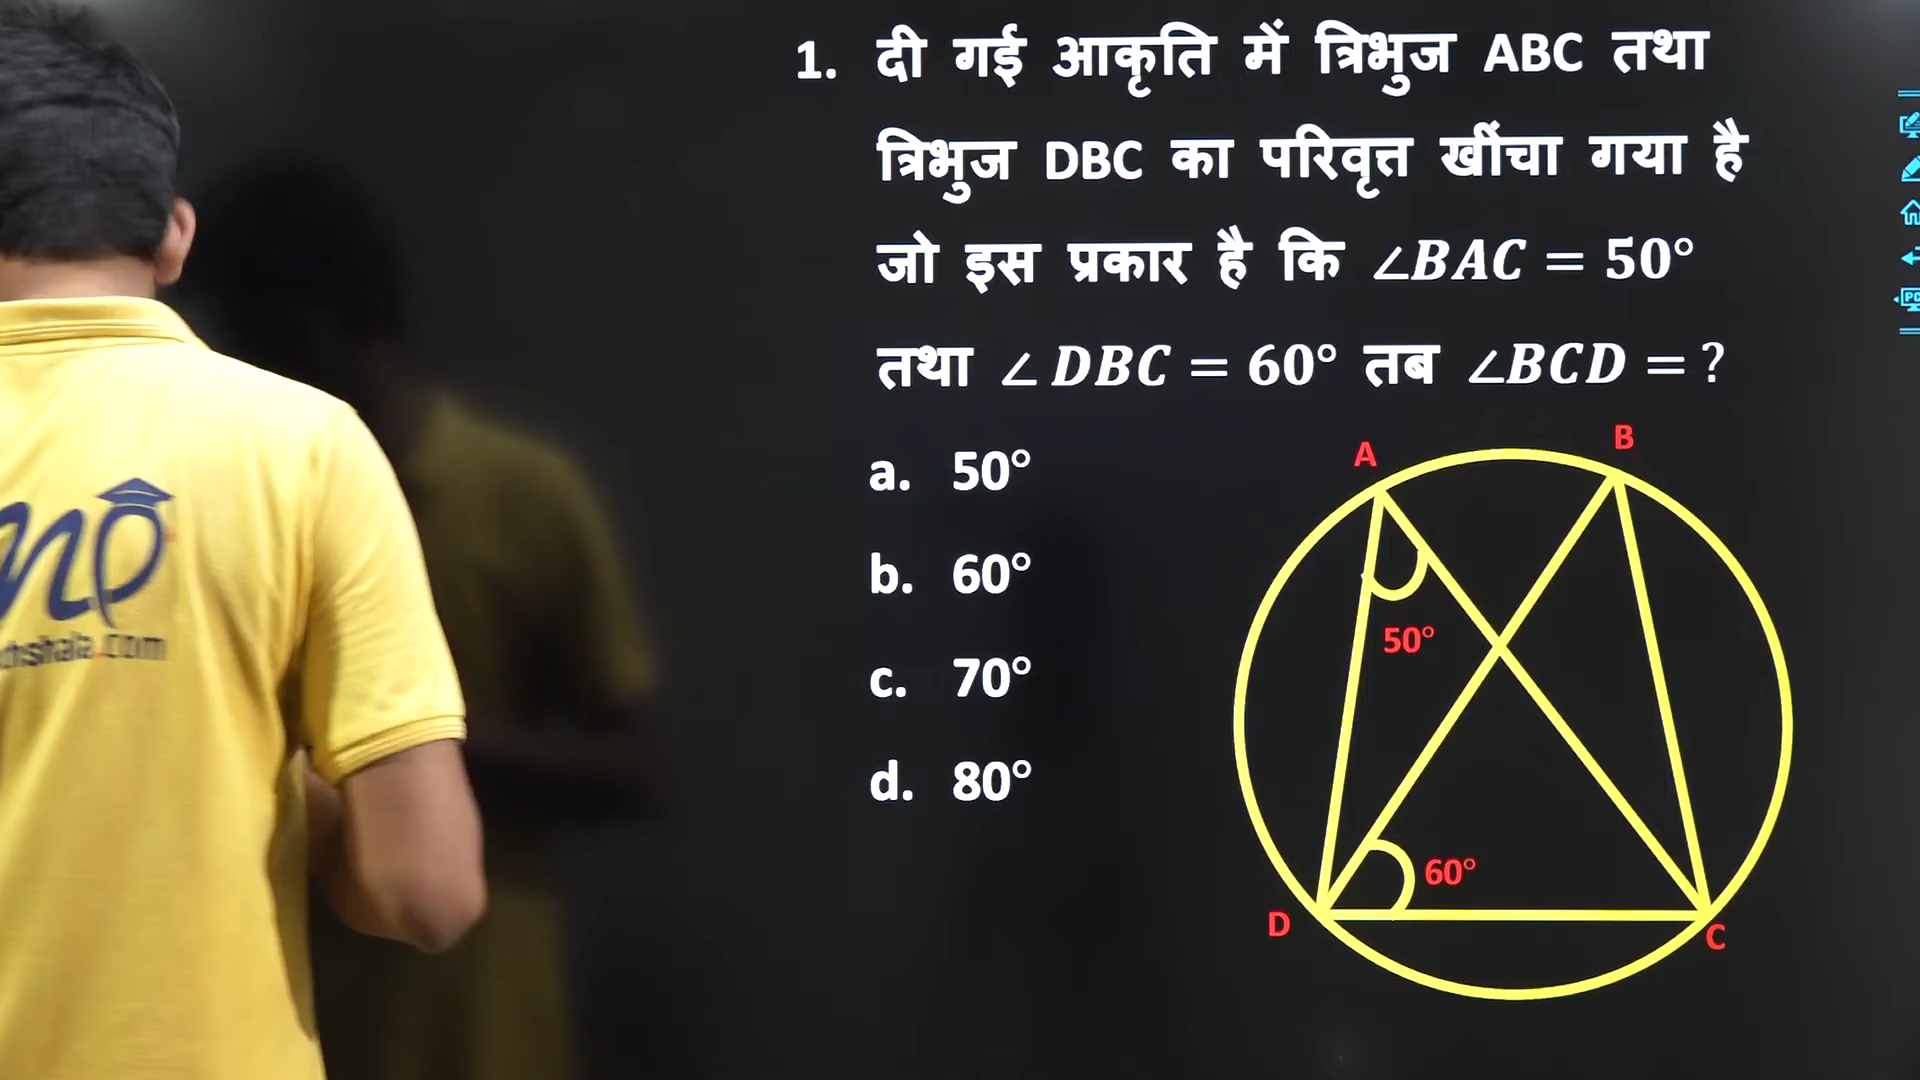 1. दी गई आकृति में त्रिभुज ABC तथा
त्रिभुज DBC का परिवृत्त खींचा गया है
जो इस प्रकार है कि ∠BAC = 50°
तथा ∠DBC = 60° तब ∠BCD = ?
a. 50°
b. 60°
c. 70°
d. 80°
A
B
50°
60°
D
C
.com